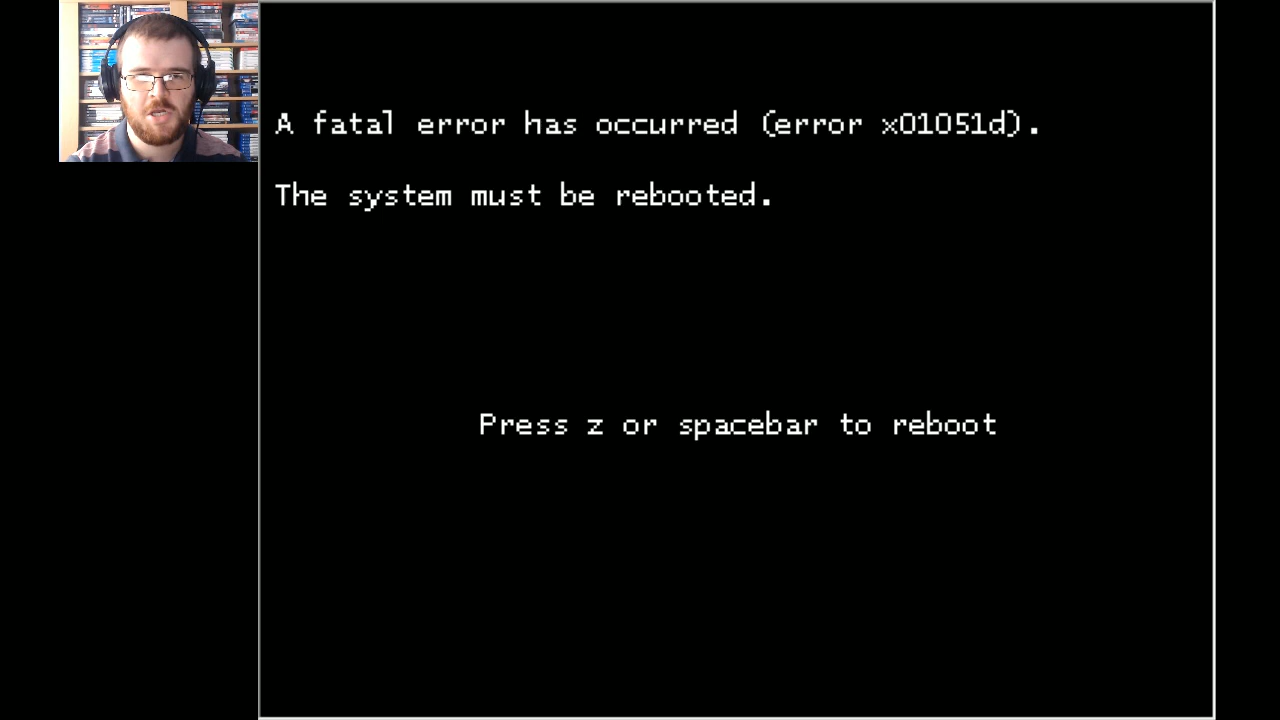 A fatal error has occurred (error x01051d).
The system must be rebooted.
Press z or spacebar to reboot